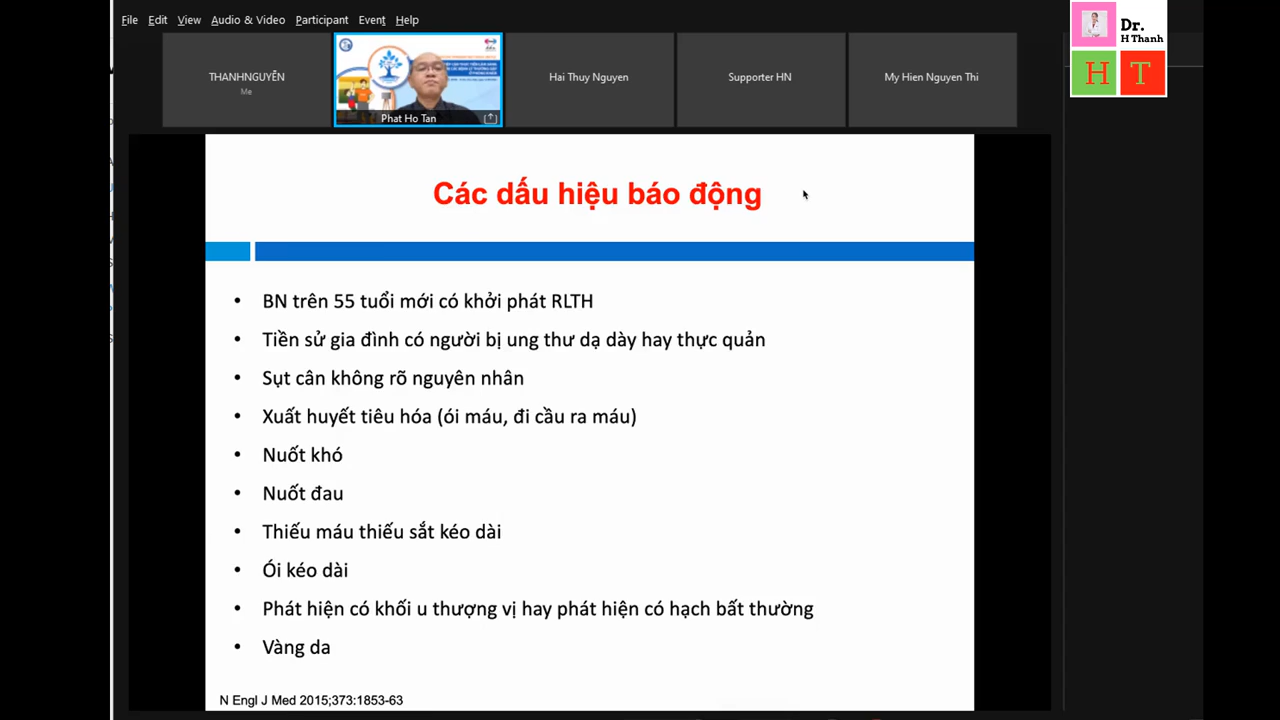 File Edit View Audio & Video Participant Event Help
Dr.
H Thanh
H T
THANHNGUYỄN
Me
Phat Ho Tan
Hai Thuy Nguyen
Supporter HN
My Hien Nguyen Thi
Các dấu hiệu báo động
• BN trên 55 tuổi mới có khởi phát RLTH
• Tiền sử gia đình có người bị ung thư dạ dày hay thực quản
• Sụt cân không rõ nguyên nhân
• Xuất huyết tiêu hóa (ói máu, đi cầu ra máu)
• Nuốt khó
• Nuốt đau
• Thiếu máu thiếu sắt kéo dài
• Ói kéo dài
• Phát hiện có khối u thượng vị hay phát hiện có hạch bất thường
• Vàng da
N Engl J Med 2015;373:1853-63